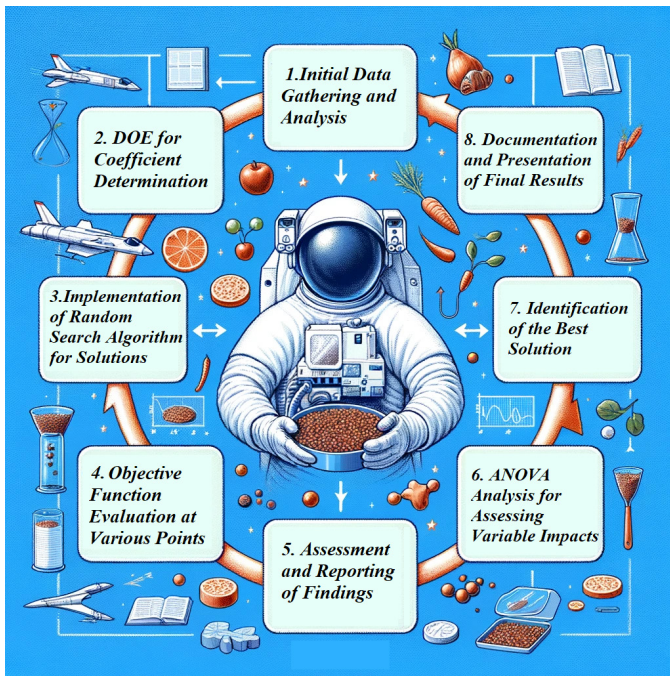 1.Initial Data
Gathering and
Analysis
2. DOE for
Coefficient
Determination
3.Implementation
of Random
Search Algorithm
for Solutions
4. Objective
Function
Evaluation at
Various Points
5. Assessment
and Reporting
of Findings
6. ANOVA
Analysis for
Assessing
Variable Impacts
7. Identification
of the Best
Solution
8. Documentation
and Presentation
of Final Results